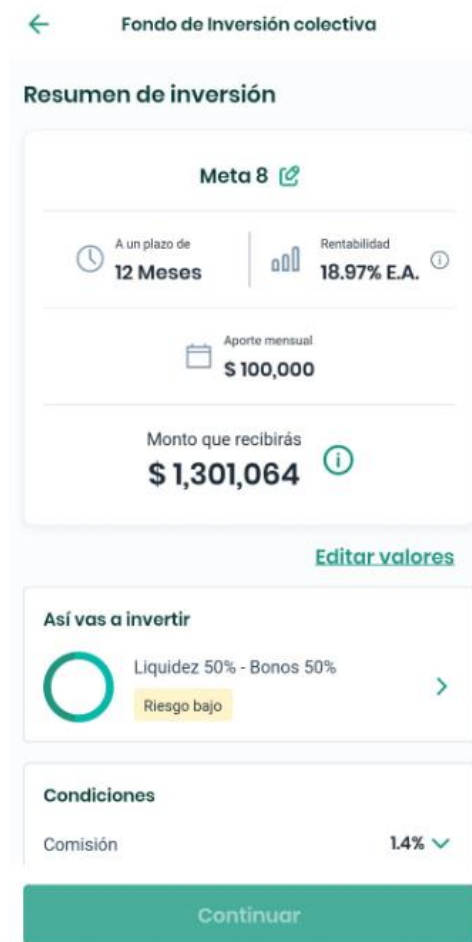 Fondo de Inversión colectiva
Resumen de inversión
Meta 8
A un plazo de
12 Meses
Rentabilidad
18.97% E.A.
Aporte mensual
$ 100,000
Monto que recibirás
$ 1,301,064
Editar valores
Así vas a invertir
Liquidez 50% - Bonos 50%
Riesgo bajo
Condiciones
Comisión 1.4%
Continuar